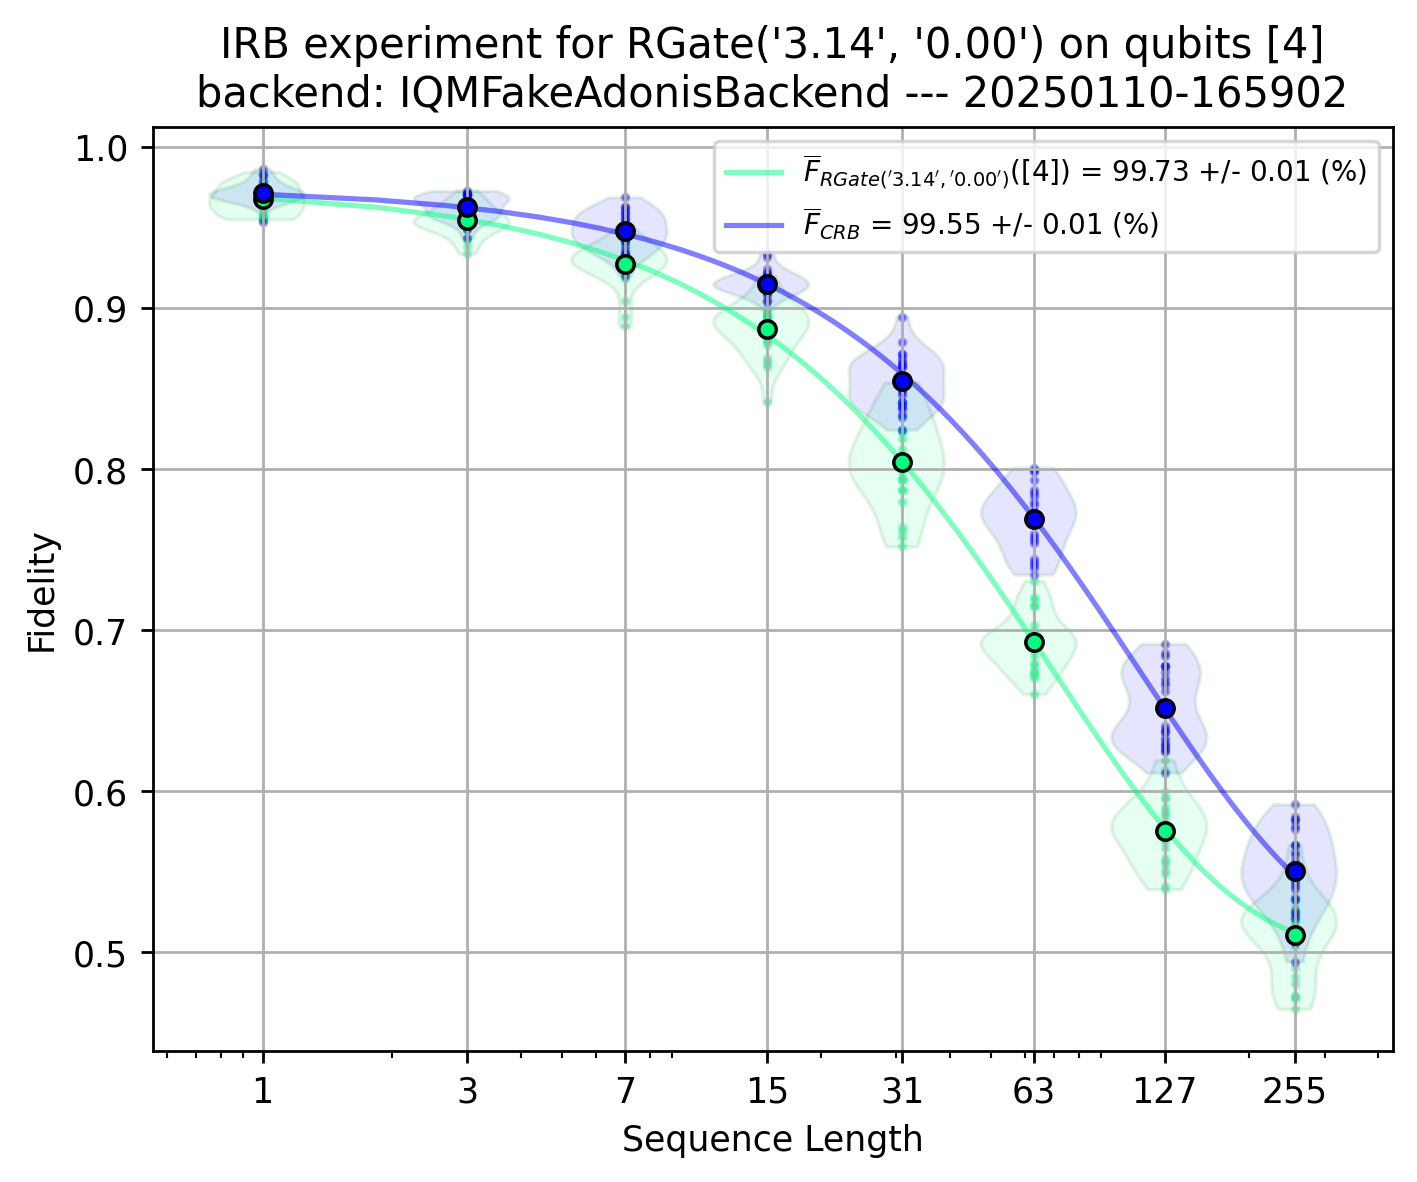 IRB experiment for RGate('3.14', '0.00') on qubits [4]
backend: IQMFakeAdonisBackend --- 20250110-165902
F̅_RGate('3.14','0.00')([4]) = 99.73 +/- 0.01 (%)
F̅_CRB = 99.55 +/- 0.01 (%)
1.0
0.9
0.8
0.7
0.6
0.5
Fidelity
1 3 7 15 31 63 127 255
Sequence Length